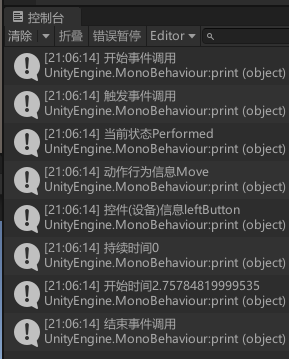 控制台
清除 折叠 错误暂停 Editor
[21:06:14] 开始事件调用
UnityEngine.MonoBehaviour:print (object)
[21:06:14] 触发事件调用
UnityEngine.MonoBehaviour:print (object)
[21:06:14] 当前状态Performed
UnityEngine.MonoBehaviour:print (object)
[21:06:14] 动作行为信息Move
UnityEngine.MonoBehaviour:print (object)
[21:06:14] 控件(设备)信息leftButton
UnityEngine.MonoBehaviour:print (object)
[21:06:14] 持续时间0
UnityEngine.MonoBehaviour:print (object)
[21:06:14] 开始时间2.75784819999535
UnityEngine.MonoBehaviour:print (object)
[21:06:14] 结束事件调用
UnityEngine.MonoBehaviour:print (object)